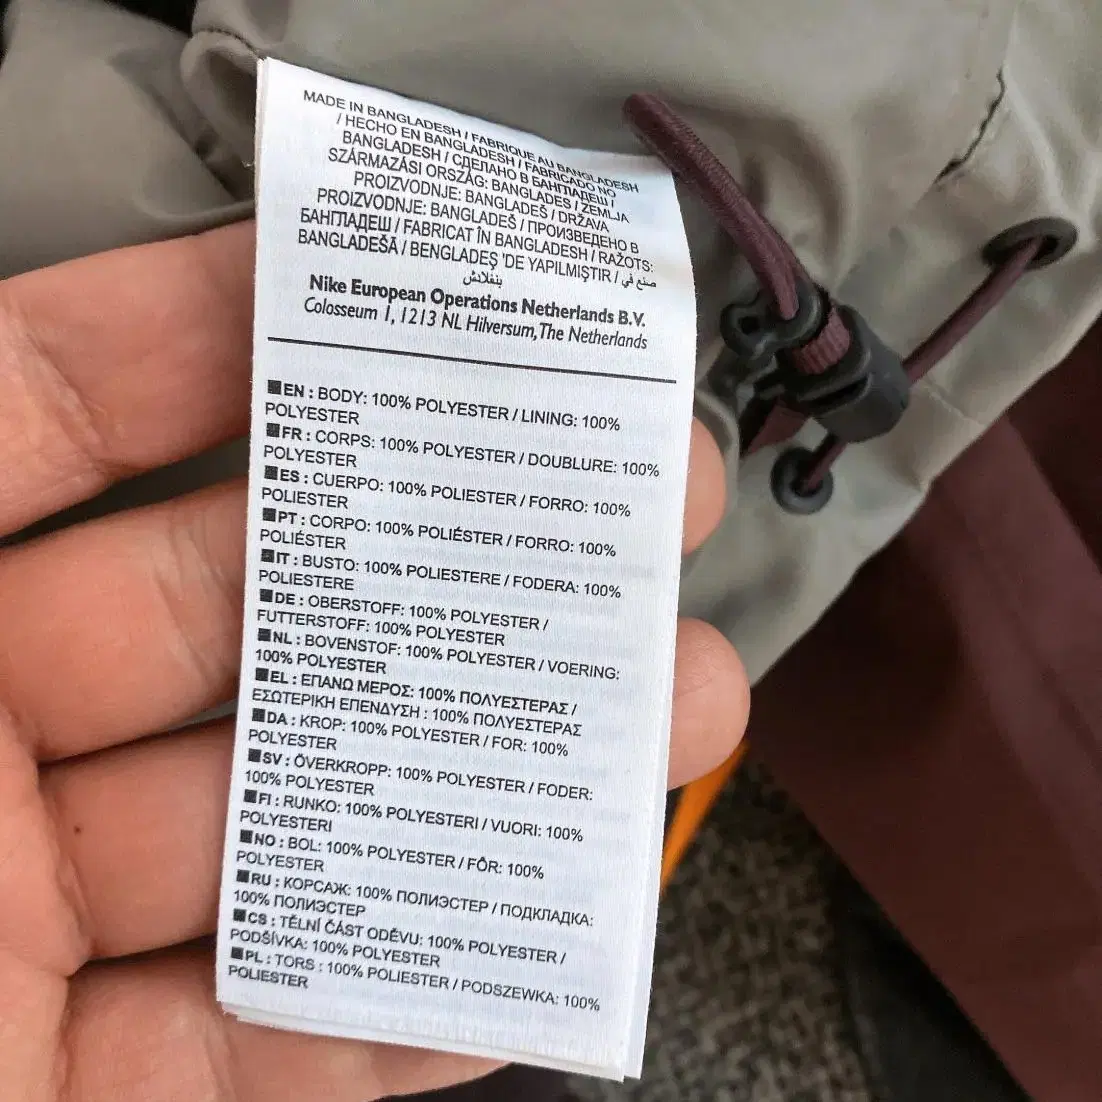 MADE IN BANGLADESH / FABRIQUE AU BANGLADESH
/ HECHO EN BANGLADESH / FABRICADO NO
BANGLADESH / СДЕЛАНО В БАНГЛАДЕШ /
SZÁRMAZÁSI ORSZÁG: BANGLADES / ZEMLJA
PROIZVODNJE: BANGLADEŠ / DRŽAVA
PROIZVODNJE: BANGLADEŠ / ПРОИЗВЕДЕНО В
БАНГЛАДЕШ / FABRICAT ÎN BANGLADESH / RAŽOTS:
BANGLADEŠA / BENGLADEŞ 'DE YAPILMIŞTIR / صنع في
بنغلادش
Nike European Operations Netherlands B.V.
Colosseum 1, 1213 NL Hilversum, The Netherlands
■ EN : BODY: 100% POLYESTER / LINING: 100%
POLYESTER
■ FR : CORPS: 100% POLYESTER / DOUBLURE: 100%
POLYESTER
■ ES : CUERPO: 100% POLIESTER / FORRO: 100%
POLIESTER
■ PT : CORPO: 100% POLIÉSTER / FORRO: 100%
POLIÉSTER
■ IT : BUSTO: 100% POLIESTERE / FODERA: 100%
POLIESTERE
■ DE : OBERSTOFF: 100% POLYESTER /
FUTTERSTOFF: 100% POLYESTER
■ NL : BOVENSTOF: 100% POLYESTER / VOERING:
100% POLYESTER
■ EL : ΕΠΑΝΩ ΜΕΡΟΣ: 100% ΠΟΛΥΕΣΤΕΡΑΣ /
ΕΣΩΤΕΡΙΚΗ ΕΠΕΝΔΥΣΗ : 100% ΠΟΛΥΕΣΤΕΡΑΣ
■ DA : KROP: 100% POLYESTER / FOR: 100%
POLYESTER
■ SV : ÖVERKROPP: 100% POLYESTER / FODER:
100% POLYESTER
■ FI : RUNKO: 100% POLYESTERI / VUORI: 100%
POLYESTERI
■ NO : BOL: 100% POLYESTER / FÔR: 100%
POLYESTER
■ RU : КОРСАЖ: 100% ПОЛИЭСТЕР / ПОДКЛАДКА:
100% ПОЛИЭСТЕР
■ CS : TĚLNÍ ČÁST ODĚVU: 100% POLYESTER /
PODŠÍVKA: 100% POLYESTER
■ PL : TORS : 100% POLIESTER / PODSZEWKA: 100%
POLIESTER